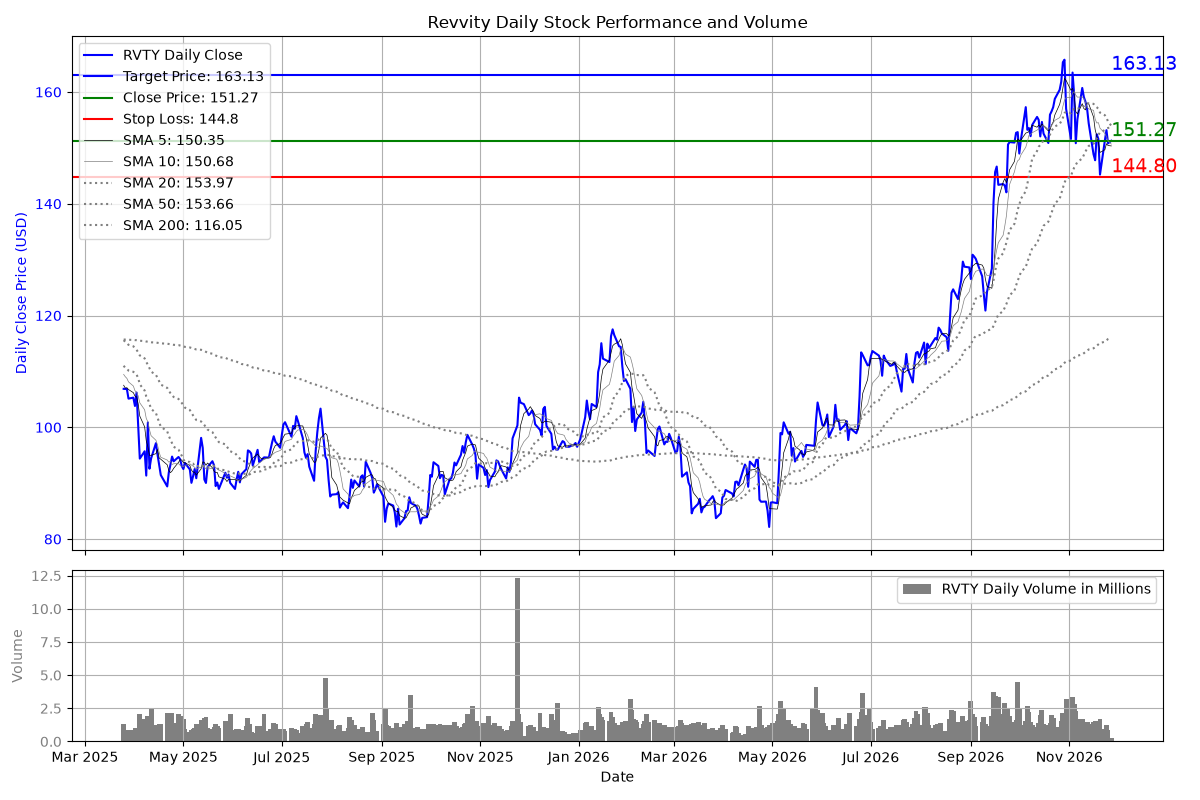 Revvity Daily Stock Performance and Volume
RVTY Daily Close
Target Price: 163.13
Close Price: 151.27
Stop Loss: 144.8
SMA 5: 150.35
SMA 10: 150.68
SMA 20: 153.97
SMA 50: 153.66
SMA 200: 116.05
163.13
151.27
144.80
Daily Close Price (USD)
160
140
120
100
80
RVTY Daily Volume in Millions
Volume
12.5
10.0
7.5
5.0
2.5
0.0
Mar 2025 May 2025 Jul 2025 Sep 2025 Nov 2025 Jan 2026 Mar 2026 May 2026 Jul 2026 Sep 2026 Nov 2026
Date